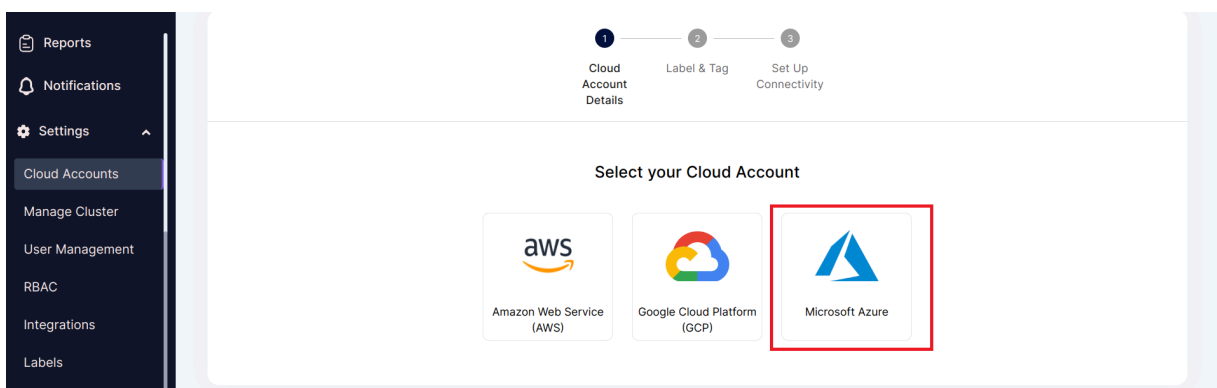 Reports
Notifications
Settings
Cloud Accounts
Manage Cluster
User Management
RBAC
Integrations
Labels
1
2
3
Cloud
Account
Details
Label & Tag
Set Up
Connectivity
Select your Cloud Account
aws
Amazon Web Service
(AWS)
Google Cloud Platform
(GCP)
Microsoft Azure